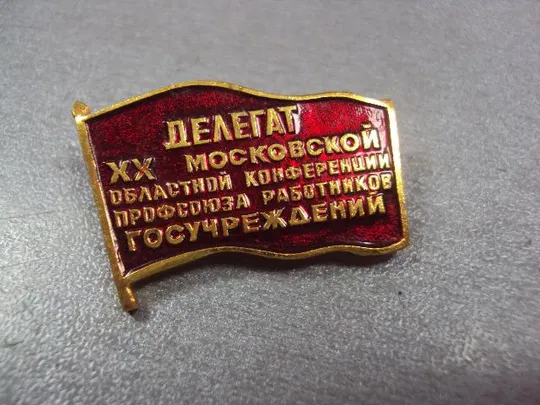 ДЕЛЕГАТ
XX МОСКОВСКОЙ
ОБЛАСТНОЙ КОНФЕРЕНЦИИ
ПРОФСОЮЗА РАБОТНИКОВ
ГОСУЧРЕЖДЕНИЙ